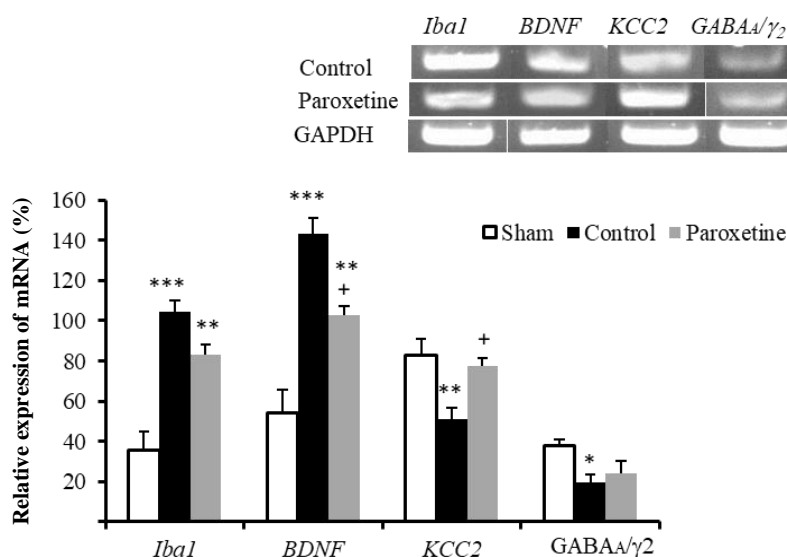 Iba1 BDNF KCC2 GABAA/γ2
Control
Paroxetine
GAPDH
Relative expression of mRNA (%)
160
140
120
100
80
60
40
20
Sham Control Paroxetine
***
**
***
**
+
**
+
*
Iba1 BDNF KCC2 GABAA/γ2